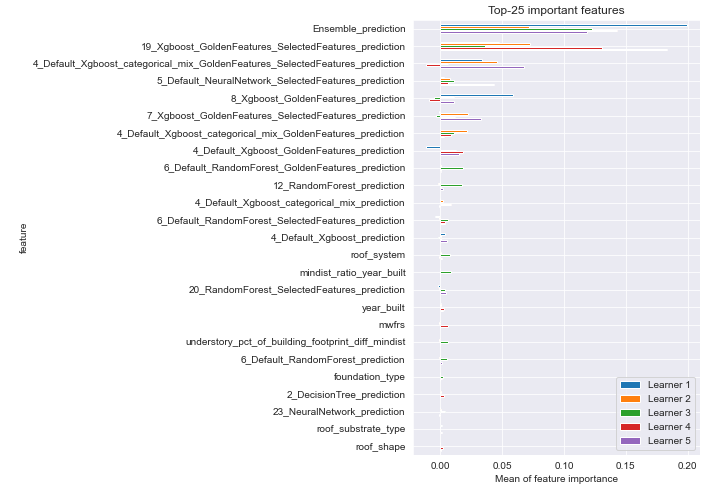 Top-25 important features
Ensemble_prediction
19_Xgboost_GoldenFeatures_SelectedFeatures_prediction
4_Default_Xgboost_categorical_mix_GoldenFeatures_SelectedFeatures_prediction
5_Default_NeuralNetwork_SelectedFeatures_prediction
8_Xgboost_GoldenFeatures_prediction
7_Xgboost_GoldenFeatures_SelectedFeatures_prediction
4_Default_Xgboost_categorical_mix_GoldenFeatures_prediction
4_Default_Xgboost_GoldenFeatures_prediction
6_Default_RandomForest_GoldenFeatures_prediction
12_RandomForest_prediction
4_Default_Xgboost_categorical_mix_prediction
6_Default_RandomForest_SelectedFeatures_prediction
4_Default_Xgboost_prediction
roof_system
mindist_ratio_year_built
20_RandomForest_SelectedFeatures_prediction
year_built
mwfrs
understory_pct_of_building_footprint_diff_mindist
6_Default_RandomForest_prediction
foundation_type
2_DecisionTree_prediction
23_NeuralNetwork_prediction
roof_substrate_type
roof_shape
feature
Learner 1
Learner 2
Learner 3
Learner 4
Learner 5
0.00 0.05 0.10 0.15 0.20
Mean of feature importance